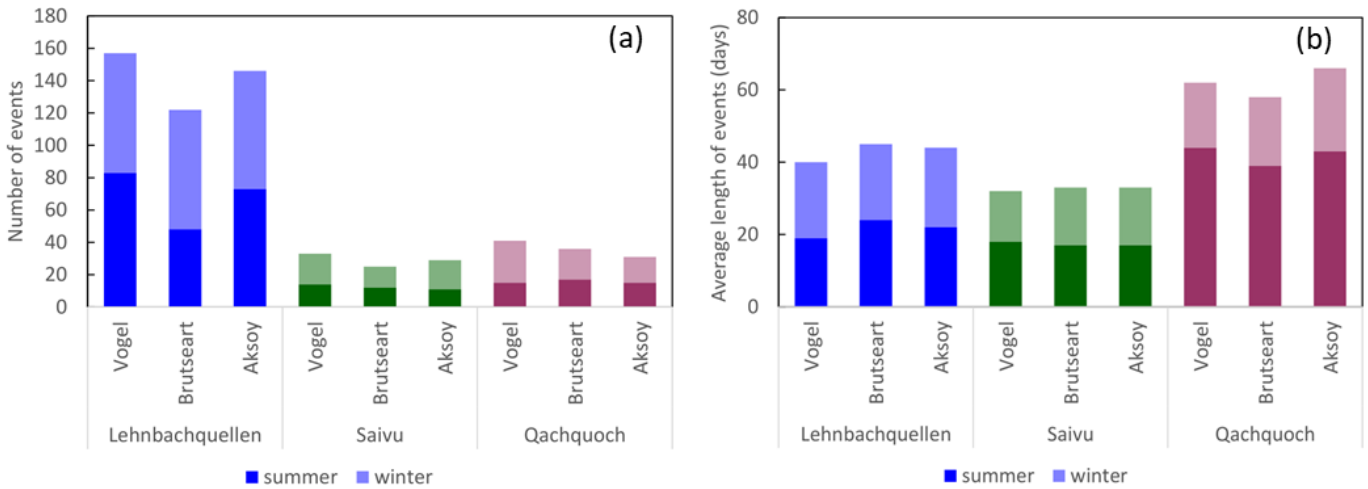 (a)
Number of events
180
160
140
120
100
80
60
40
20
0
Vogel Brutseart Aksoy Vogel Brutseart Aksoy Vogel Brutseart Aksoy
Lehnbachquellen Saivu Qachquoch
summer winter
(b)
Average length of events (days)
80
60
40
20
0
Vogel Brutseart Aksoy Vogel Brutseart Aksoy Vogel Brutseart Aksoy
Lehnbachquellen Saivu Qachquoch
summer winter